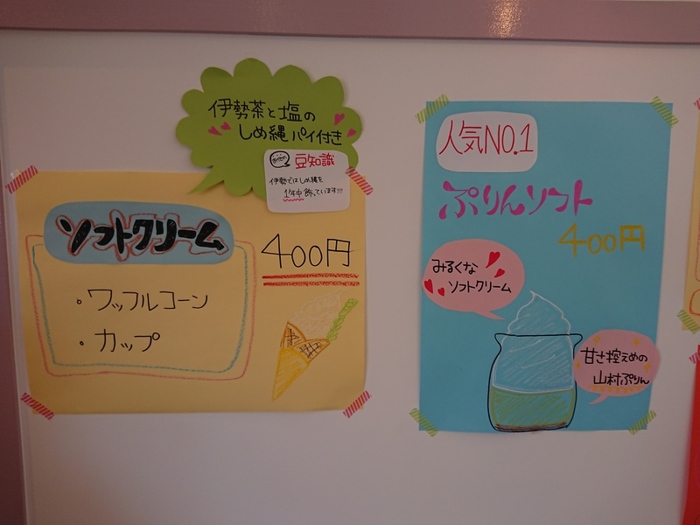 伊勢茶と塩の
しめ縄パイ付き
豆知識
伊勢ではしめ縄を
1年中飾っています!!!
ソフトクリーム
400円
・ワッフルコーン
・カップ
人気NO.1
ぷりんソフト
400円
みるくな
ソフトクリーム
甘さ控えめの
山村ぷりん